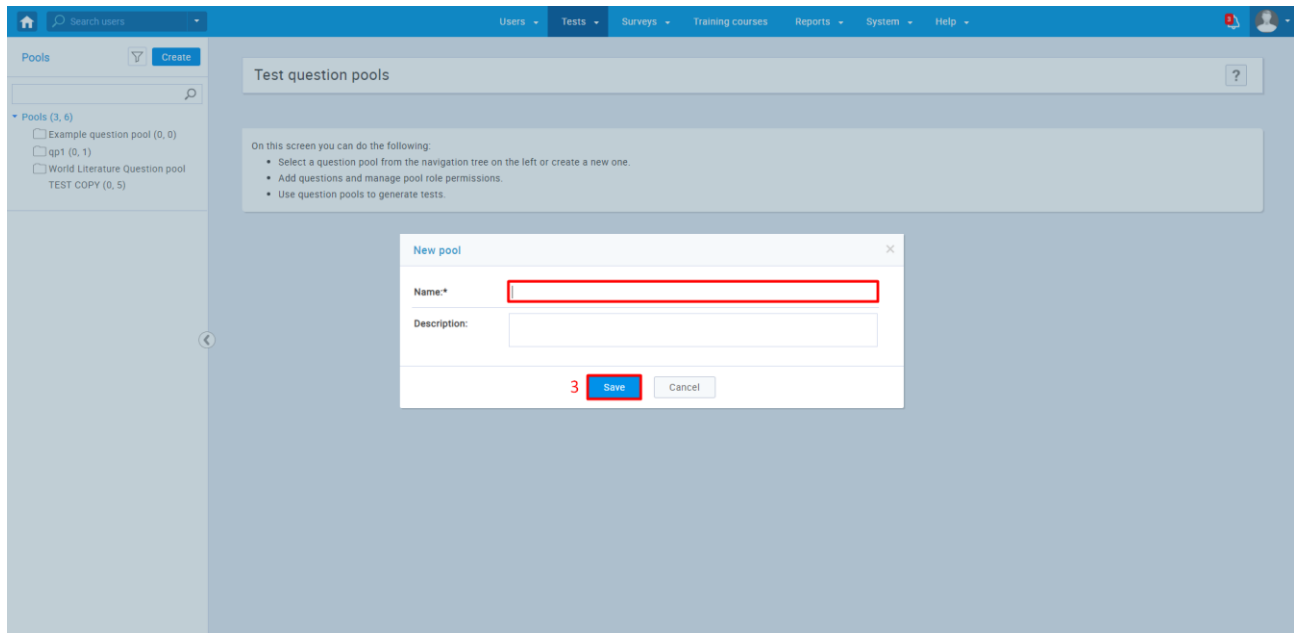 Search users
Users
Tests
Surveys
Training courses
Reports
System
Help
3
Pools
Create
Test question pools
?
Pools (3, 6)
Example question pool (0, 0)
qp1 (0, 1)
World Literature Question pool
TEST COPY (0, 5)
On this screen you can do the following:
• Select a question pool from the navigation tree on the left or create a new one.
• Add questions and manage pool role permissions.
• Use question pools to generate tests.
New pool
Name:*
Description:
3
Save
Cancel